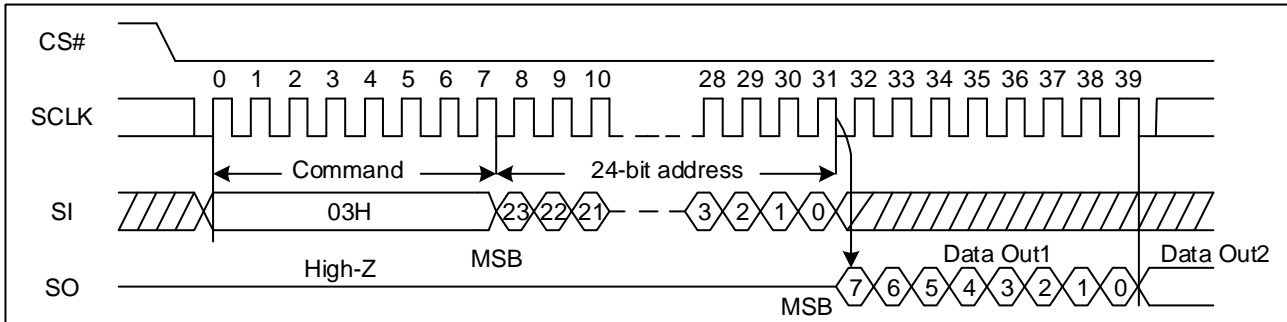 CS#
0 1 2 3 4 5 6 7 8 9 10 28 29 30 31 32 33 34 35 36 37 38 39
SCLK
Command 24-bit address
SI 03H 23 22 21 3 2 1 0
High-Z MSB Data Out1 Data Out2
SO MSB 7 6 5 4 3 2 1 0